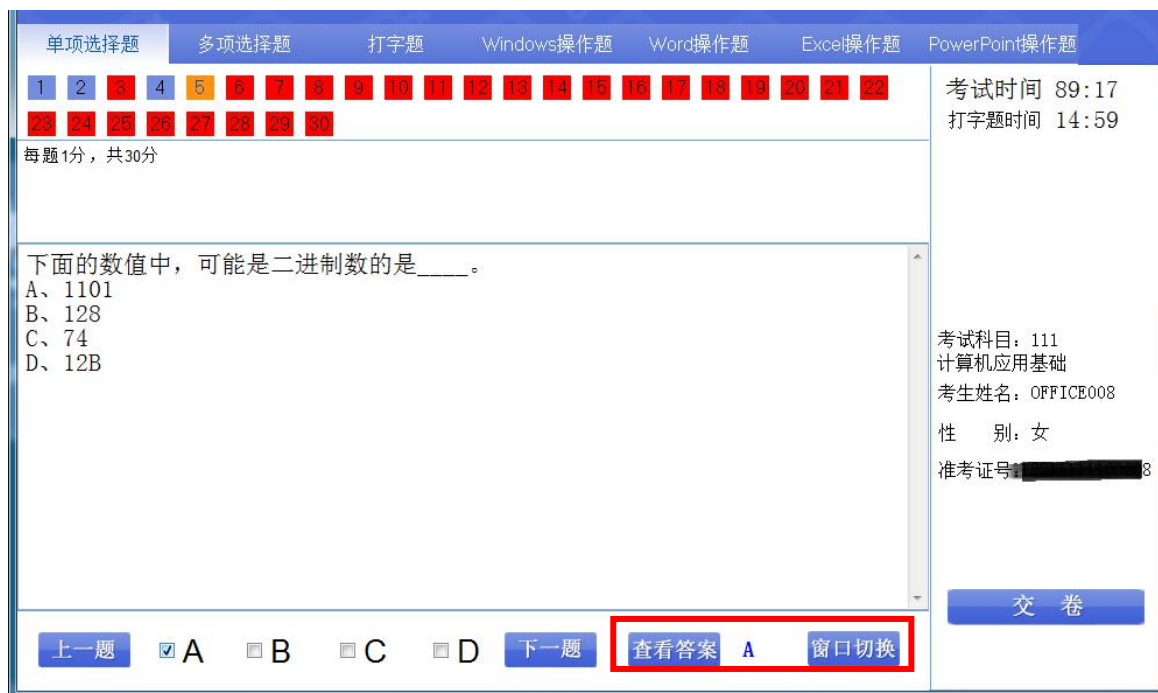 单项选择题 多项选择题 打字题 Windows操作题 Word操作题 Excel操作题 PowerPoint操作题
1 2 3 4 5 6 7 8 9 10 11 12 13 14 15 16 17 18 19 20 21 22
23 24 25 26 27 28 29 30
每题1分，共30分
下面的数值中，可能是二进制数的是____。
A、1101
B、128
C、74
D、12B
上一题 A B C D 下一题 查看答案 A 窗口切换
考试时间 89:17
打字题时间 14:59
考试科目：111
计算机应用基础
考生姓名：OFFICE008
性 别：女
准考证号：8
交 卷